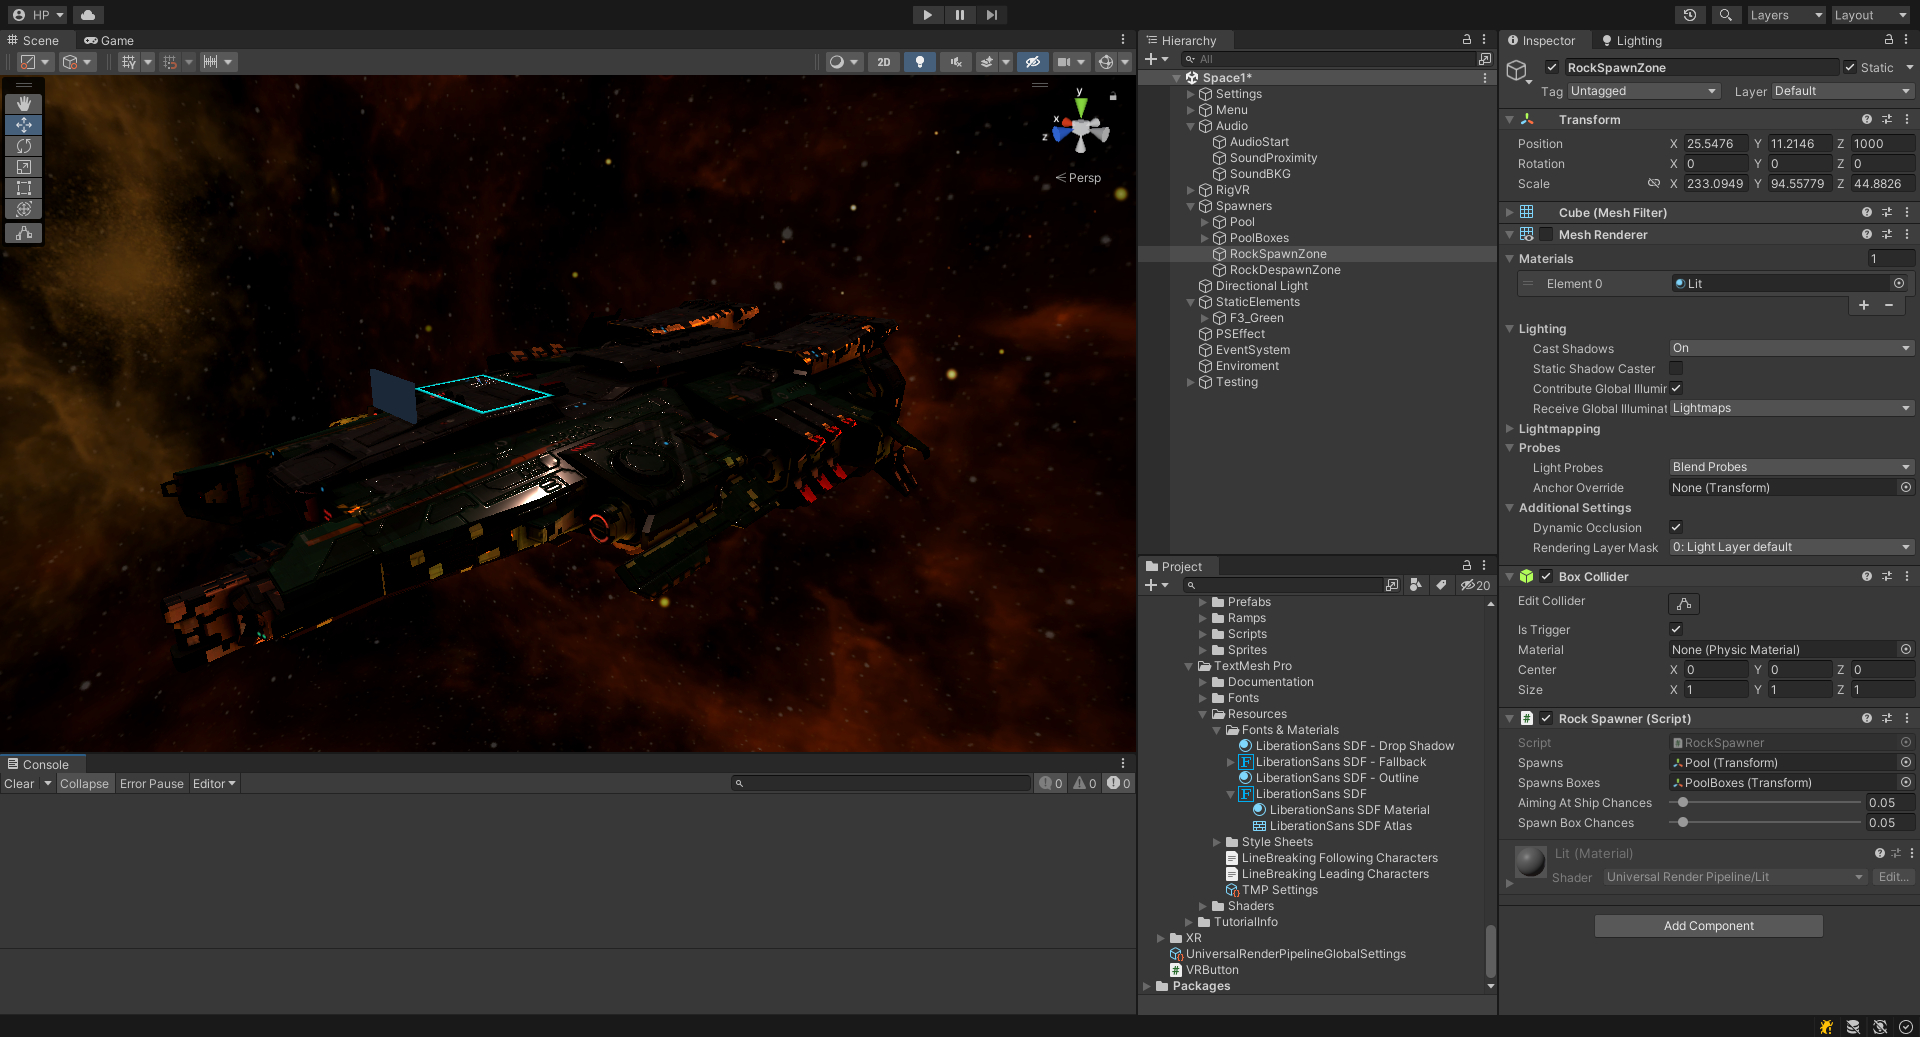 HP
Layers
Layout
Scene
Game
2D
y
x
z
Persp
Console
Clear
Collapse
Error Pause
Editor
0
0
0
Hierarchy
All
Space1*
Settings
Menu
Audio
AudioStart
SoundProximity
SoundBKG
RigVR
Spawners
Pool
PoolBoxes
RockSpawnZone
RockDespawnZone
Directional Light
StaticElements
F3_Green
PSEffect
EventSystem
Enviroment
Testing
Project
20
Prefabs
Ramps
Scripts
Sprites
TextMesh Pro
Documentation
Fonts
Resources
Fonts & Materials
LiberationSans SDF - Drop Shadow
LiberationSans SDF - Fallback
LiberationSans SDF - Outline
LiberationSans SDF
LiberationSans SDF Material
LiberationSans SDF Atlas
Style Sheets
LineBreaking Following Characters
LineBreaking Leading Characters
TMP Settings
Shaders
TutorialInfo
XR
UniversalRenderPipelineGlobalSettings
VRButton
Packages
Inspector
Lighting
RockSpawnZone
Static
Tag Untagged Layer Default
Transform
Position X 25.5476 Y 11.2146 Z 1000
Rotation X 0 Y 0 Z 0
Scale X 233.0949 Y 94.55779 Z 44.8826
Cube (Mesh Filter)
Mesh Renderer
Materials 1
Element 0 Lit
Lighting
Cast Shadows On
Static Shadow Caster
Contribute Global Illumir
Receive Global Illuminat Lightmaps
Lightmapping
Probes
Light Probes Blend Probes
Anchor Override None (Transform)
Additional Settings
Dynamic Occlusion
Rendering Layer Mask 0: Light Layer default
Box Collider
Edit Collider
Is Trigger
Material None (Physic Material)
Center X 0 Y 0 Z 0
Size X 1 Y 1 Z 1
Rock Spawner (Script)
Script RockSpawner
Spawns Pool (Transform)
Spawns Boxes PoolBoxes (Transform)
Aiming At Ship Chances 0.05
Spawn Box Chances 0.05
Lit (Material)
Shader Universal Render Pipeline/Lit Edit...
Add Component